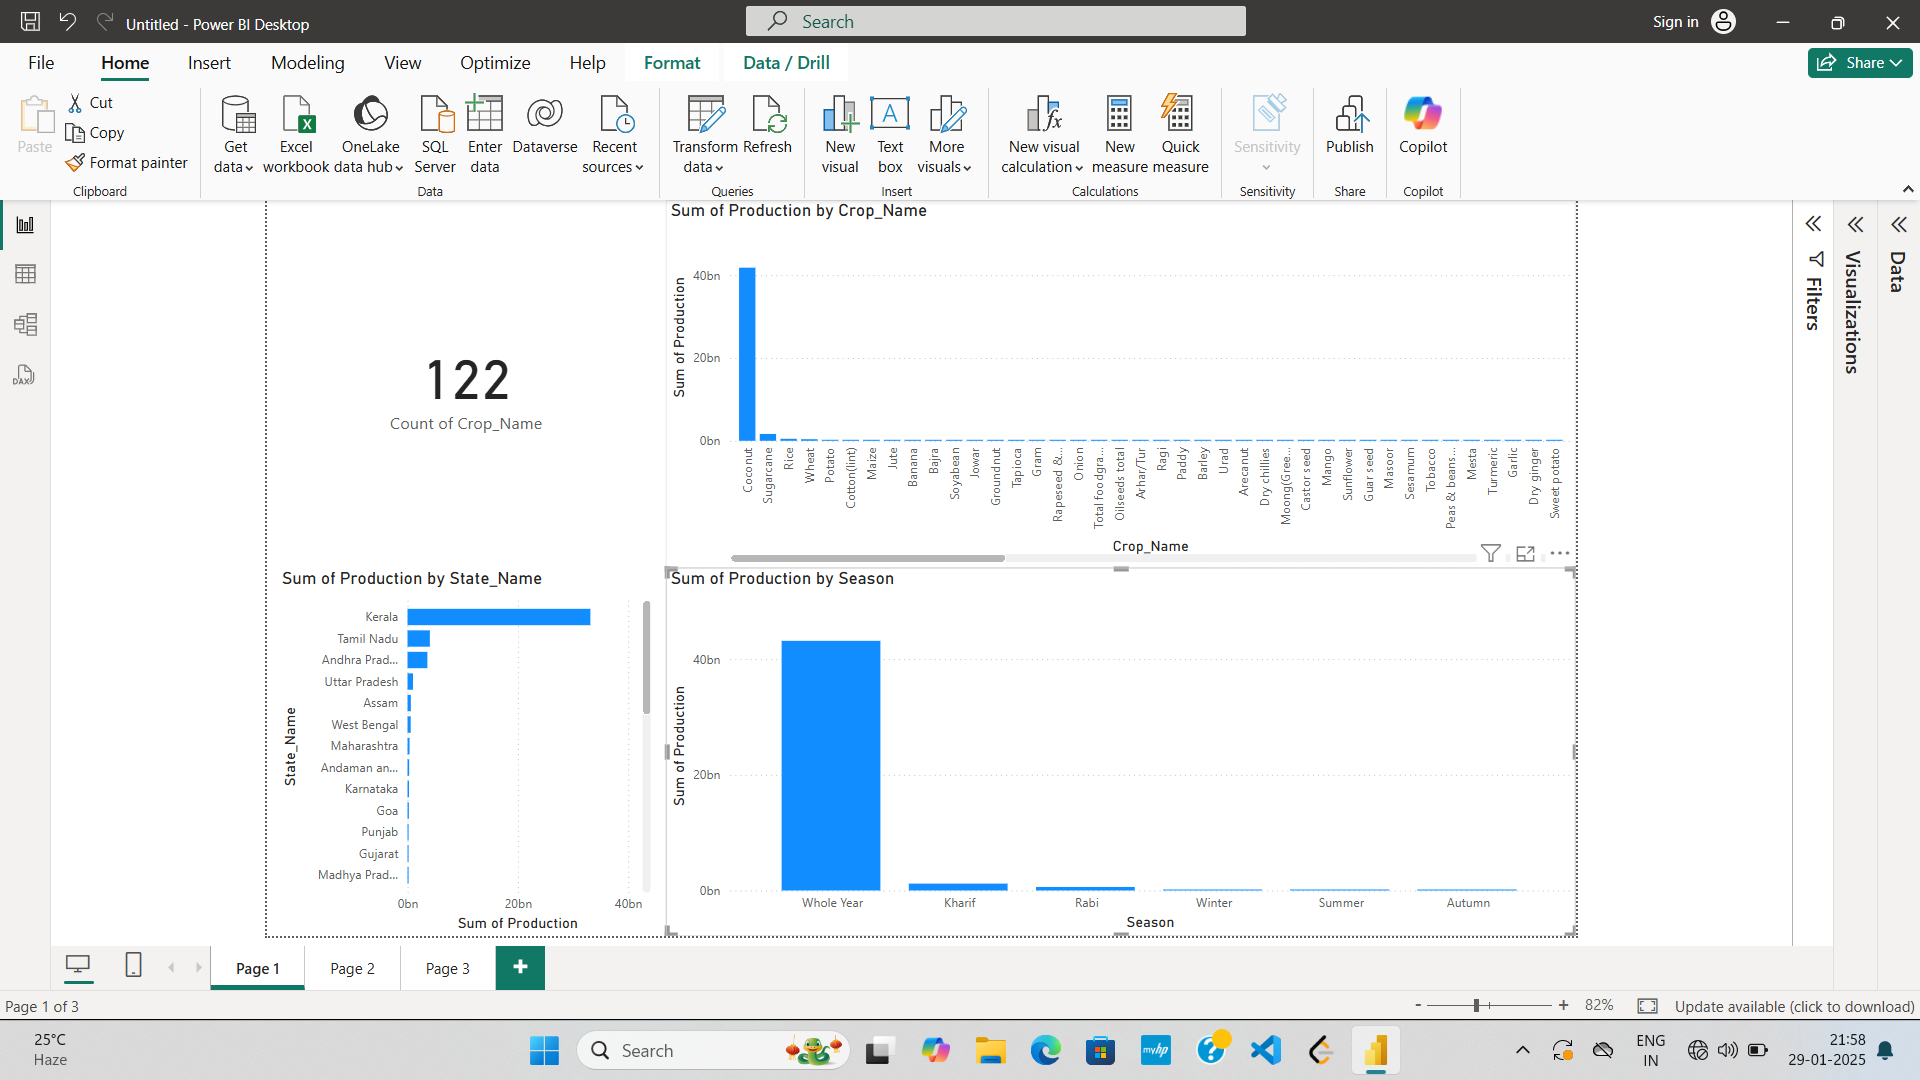 Untitled - Power BI Desktop
Search
Sign in
File
Home
Insert
Modeling
View
Optimize
Help
Format
Data / Drill
Share
Paste
Cut
Copy
Format painter
Clipboard
Get data
Excel workbook
OneLake data hub
SQL Server
Enter data
Dataverse
Recent sources
Data
Transform data
Refresh
Queries
New visual
Text box
More visuals
Insert
New visual calculation
New measure
Quick measure
Calculations
Sensitivity
Sensitivity
Publish
Share
Copilot
Copilot
DAX
122
Count of Crop_Name
Sum of Production by Crop_Name
Sum of Production
40bn
20bn
0bn
Coconut
Sugarcane
Rice
Wheat
Potato
Cotton(lint)
Maize
Jute
Banana
Bajra
Soyabean
Jowar
Groundnut
Tapioca
Gram
Rapeseed &...
Onion
Total foodgra...
Oilseeds total
Arhar/Tur
Ragi
Paddy
Barley
Urad
Arecanut
Dry chillies
Moong(Gree...
Castor seed
Mango
Sunflower
Guar seed
Masoor
Sesamum
Tobacco
Peas & beans...
Mesta
Turmeric
Garlic
Dry ginger
Sweet potato
Crop_Name
Sum of Production by State_Name
State_Name
Kerala
Tamil Nadu
Andhra Prad...
Uttar Pradesh
Assam
West Bengal
Maharashtra
Andaman an...
Karnataka
Goa
Punjab
Gujarat
Madhya Prad...
0bn
20bn
40bn
Sum of Production
Sum of Production by Season
Sum of Production
40bn
20bn
0bn
Whole Year
Kharif
Rabi
Winter
Summer
Autumn
Season
Filters
Visualizations
Data
Page 1
Page 2
Page 3
+
Page 1 of 3
-
+
82%
Update available (click to download)
25°C
Haze
Search
myhp
ENG
IN
21:58
29-01-2025